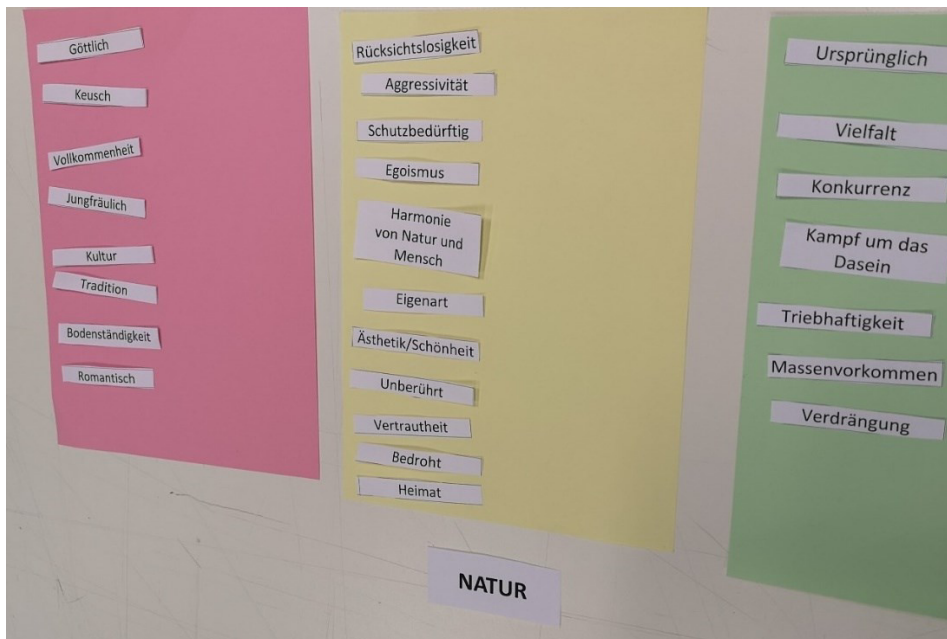 Göttlich
Keusch
Vollkommenheit
Jungfräulich
Kultur
Tradition
Bodenständigkeit
Romantisch
Rücksichtslosigkeit
Aggressivität
Schutzbedürftig
Egoismus
Harmonie
von Natur und
Mensch
Eigenart
Ästhetik/Schönheit
Unberührt
Vertrautheit
Bedroht
Heimat
Ursprünglich
Vielfalt
Konkurrenz
Kampf um das
Dasein
Triebhaftigkeit
Massenvorkommen
Verdrängung
NATUR